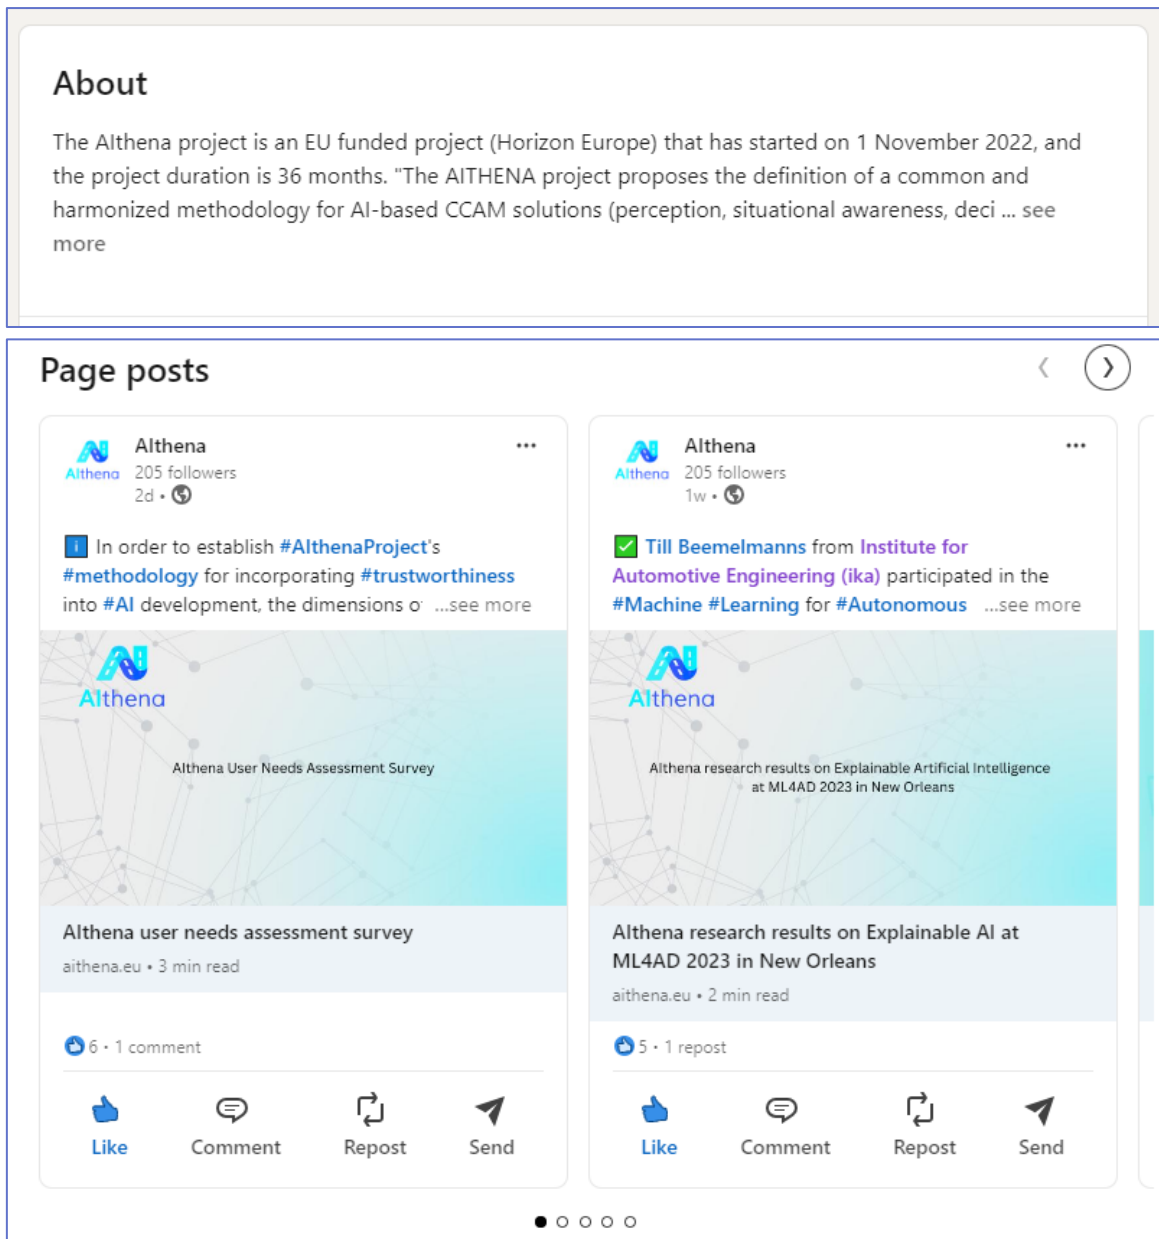 About
The AIthena project is an EU funded project (Horizon Europe) that has started on 1 November 2022, and
the project duration is 36 months. "The AITHENA project proposes the definition of a common and
harmonized methodology for AI-based CCAM solutions (perception, situational awareness, deci ... see
more
Page posts
AIthena
AIthena
205 followers
2d •
In order to establish #AIthenaProject's
#methodology for incorporating #trustworthiness
into #AI development, the dimensions o ...see more
AIthena
AIthena User Needs Assessment Survey
AIthena user needs assessment survey
aithena.eu • 3 min read
6 · 1 comment
Like Comment Repost Send
AIthena
AIthena
205 followers
1w •
Till Beemelmanns from Institute for
Automotive Engineering (ika) participated in the
#Machine #Learning for #Autonomous ...see more
AIthena
AIthena research results on Explainable Artificial Intelligence
at ML4AD 2023 in New Orleans
AIthena research results on Explainable AI at
ML4AD 2023 in New Orleans
aithena.eu • 2 min read
5 · 1 repost
Like Comment Repost Send